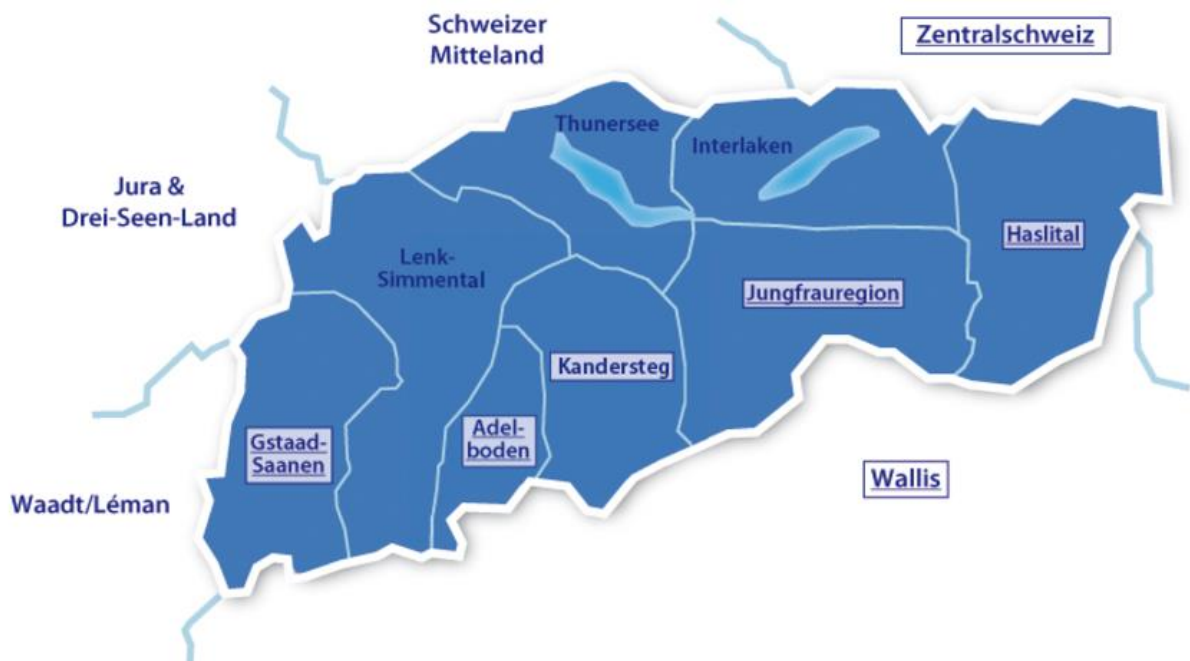 Schweizer
Mitteland
Zentralschweiz
Thunersee
Interlaken
Jura &
Drei-Seen-Land
Haslital
Lenk-
Simmental
Jungfrauregion
Kandersteg
Adel-
boden
Gstaad-
Saanen
Wallis
Waadt/Léman